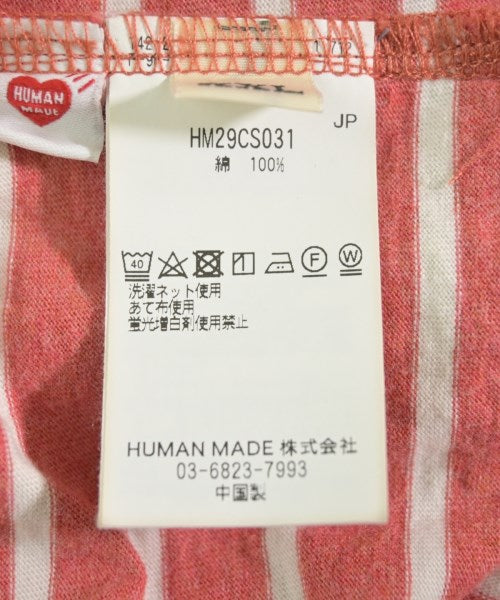 HUMAN
MADE
JP
HM29CS031
綿 100%
40
F
W
洗濯ネット使用
あて布使用
蛍光増白剤使用禁止
HUMAN MADE 株式会社
03-6823-7993
中国製